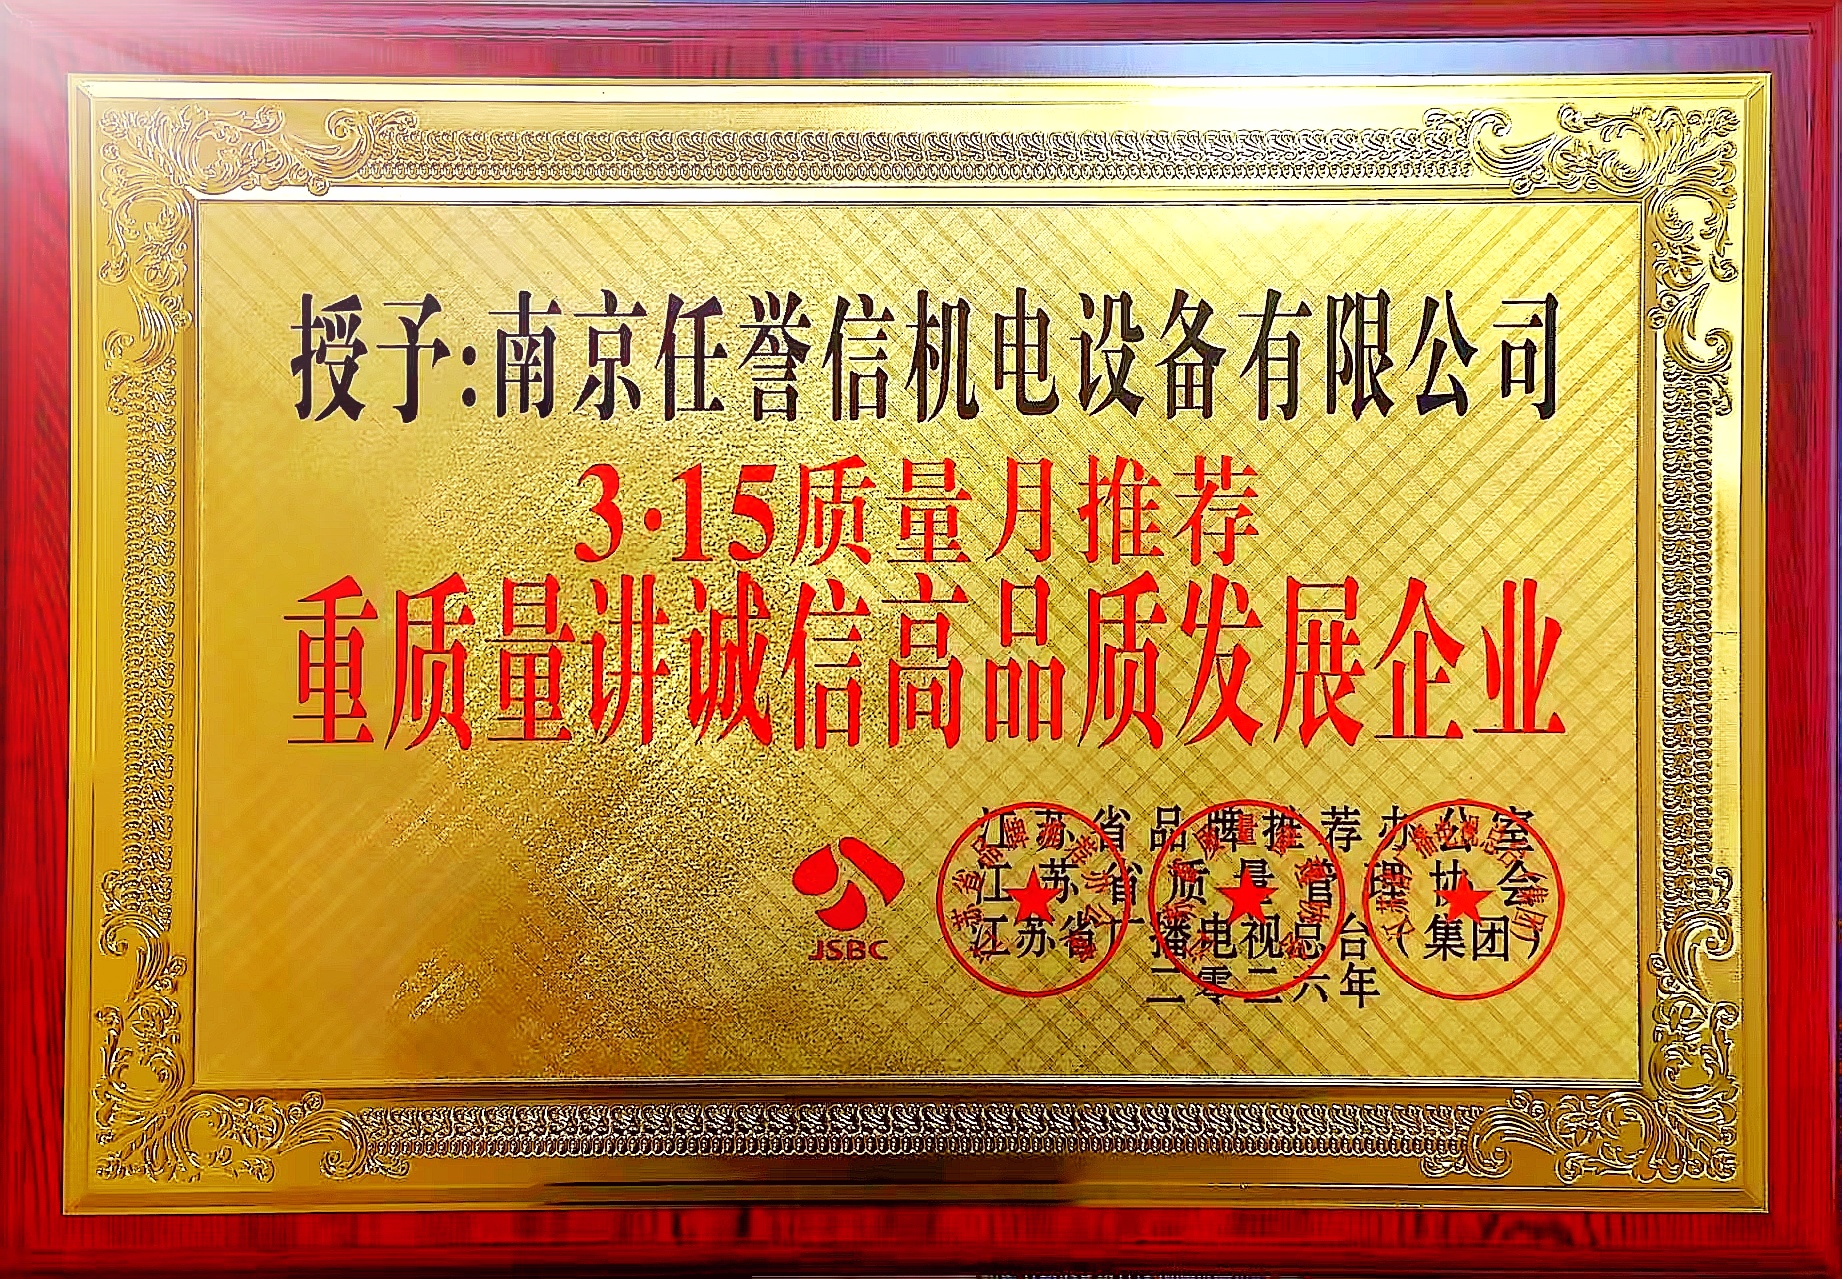 授予:南京任誉信机电设备有限公司
3·15质量月推荐
重质量讲诚信高品质发展企业
江苏省品牌推荐办公室
江苏省质量管理协会
江苏省广播电视总台(集团)
二零二六年
JSBC